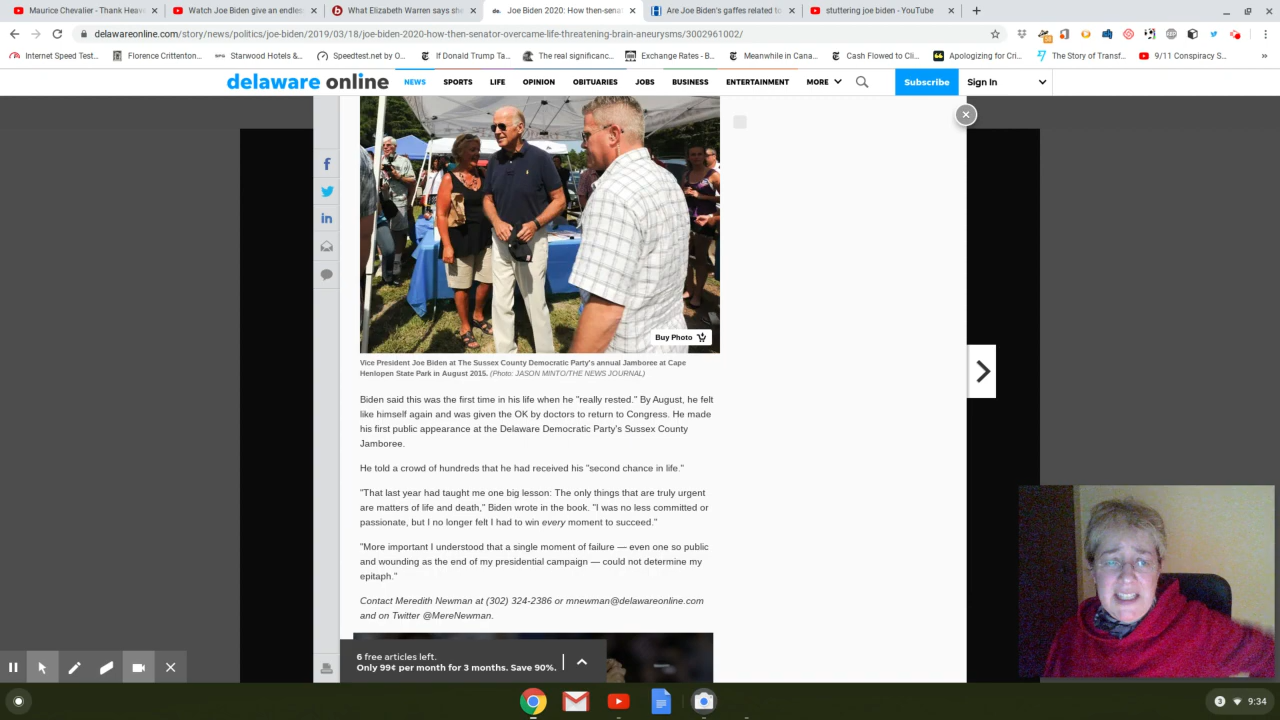 Maurice Chevalier - Thank Heave
Watch Joe Biden give an endles
What Elizabeth Warren says sh
Joe Biden 2020: How then-sena
Are Joe Biden's gaffes related to
stuttering joe biden - YouTube
delawareonline.com/story/news/politics/joe-biden/2019/03/18/joe-biden-2020-how-then-senator-overcame-life-threatening-brain-aneurysms/3002961002/
Internet Speed Test...
Florence Crittenton...
Starwood Hotels &...
Speedtest.net by O...
If Donald Trump Ta...
The real significanc...
Exchange Rates - B...
Meanwhile in Cana...
Cash Flowed to Cli...
Apologizing for Cri...
The Story of Transf...
9/11 Conspiracy S...
delaware online
NEWS SPORTS LIFE OPINION OBITUARIES JOBS BUSINESS ENTERTAINMENT MORE
Subscribe
Sign In
Buy Photo
Vice President Joe Biden at The Sussex County Democratic Party's annual Jamboree at Cape
Henlopen State Park in August 2015. (Photo: JASON MINTO/THE NEWS JOURNAL)
Biden said this was the first time in his life when he "really rested." By August, he felt
like himself again and was given the OK by doctors to return to Congress. He made
his first public appearance at the Delaware Democratic Party's Sussex County
Jamboree.
He told a crowd of hundreds that he had received his "second chance in life."
"That last year had taught me one big lesson: The only things that are truly urgent
are matters of life and death," Biden wrote in the book. "I was no less committed or
passionate, but I no longer felt I had to win every moment to succeed."
"More important I understood that a single moment of failure — even one so public
and wounding as the end of my presidential campaign — could not determine my
epitaph."
Contact Meredith Newman at (302) 324-2386 or mnewman@delawareonline.com
and on Twitter @MereNewman.
6 free articles left.
Only 99¢ per month for 3 months. Save 90%.
3
9:34